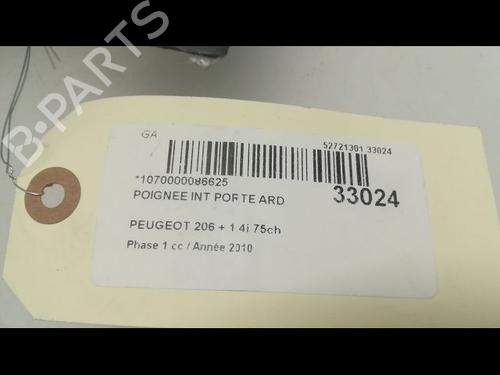 GA
52721301 33024
*1070000086625
POIGNEE INT PORTE ARD
33024
PEUGEOT 206 + 1 4i 75ch
Phase 1 cc / Année 2010
B-PARTS